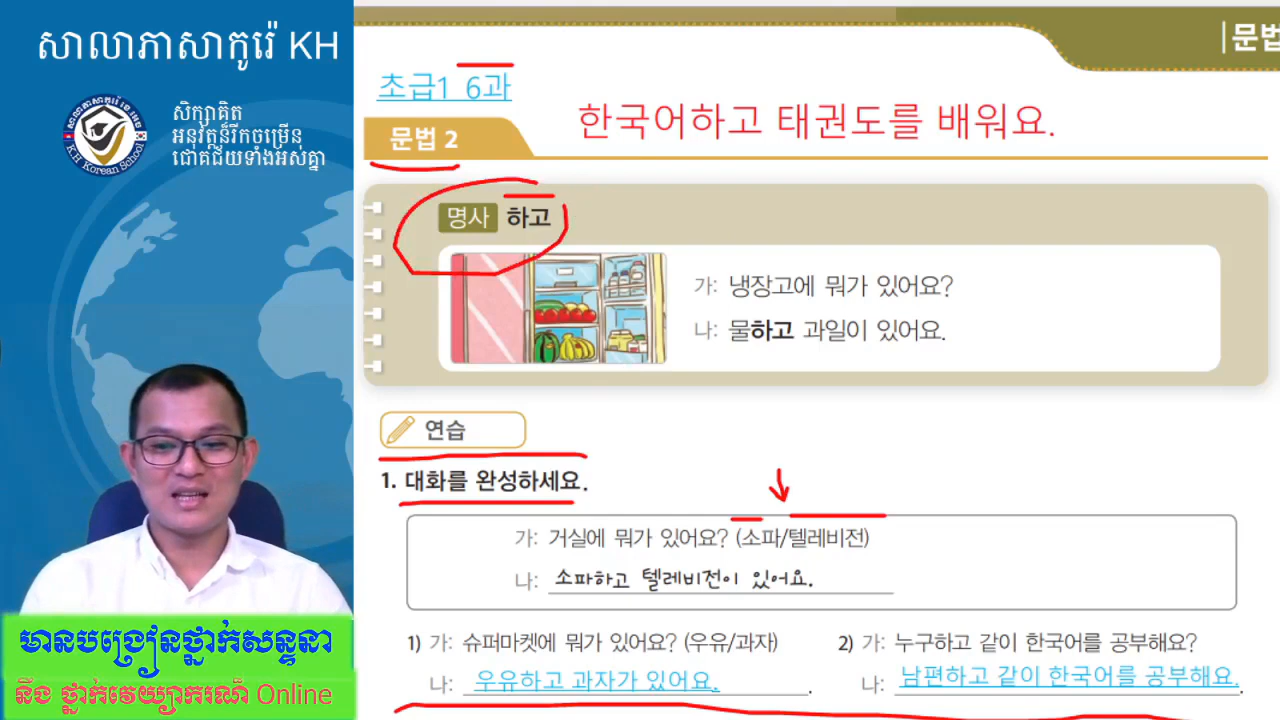 សាលាភាសាកូរ៉េ KH
សិក្សាគិត
អនុវត្តន៍រីកចម្រើន
ជោគជ័យទាំងអស់គ្នា
K.H Korean School
មានបង្រៀនថ្នាក់សន្ទនា
និង ថ្នាក់វេយ្យាករណ៍ Online
문법
초급1 6과
문법 2
한국어하고 태권도를 배워요.
명사 하고
가: 냉장고에 뭐가 있어요?
나: 물하고 과일이 있어요.
연습
1. 대화를 완성하세요.
가: 거실에 뭐가 있어요? (소파/텔레비전)
나: 소파하고 텔레비전이 있어요.
1) 가: 슈퍼마켓에 뭐가 있어요? (우유/과자)
나: 우유하고 과자가 있어요.
2) 가: 누구하고 같이 한국어를 공부해요?
나: 남편하고 같이 한국어를 공부해요.